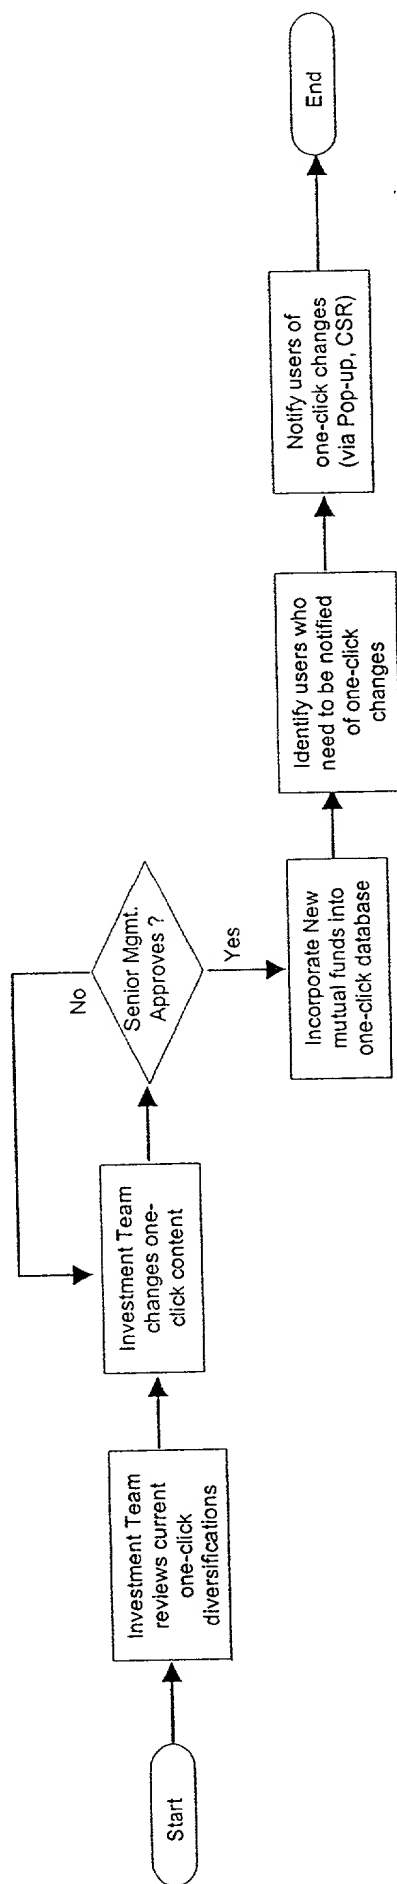 Start
Investment Team
reviews current
one-click
diversifications
Investment Team
changes one-
click content
Senior Mgmt.
Approves ?
No
Yes
Incorporate New
mutual funds into
one-click database
Identify users who
need to be notified
of one-click
changes
Notify users of
one-click changes
(via Pop-up, CSR)
End